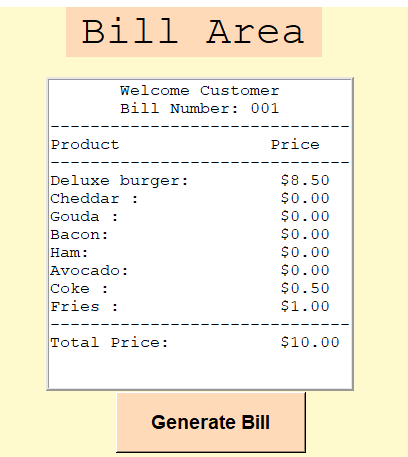 Bill Area
Welcome Customer
Bill Number: 001
------------------------------
Product Price
------------------------------
Deluxe burger: $8.50
Cheddar : $0.00
Gouda : $0.00
Bacon: $0.00
Ham: $0.00
Avocado: $0.00
Coke : $0.50
Fries : $1.00
------------------------------
Total Price: $10.00
Generate Bill